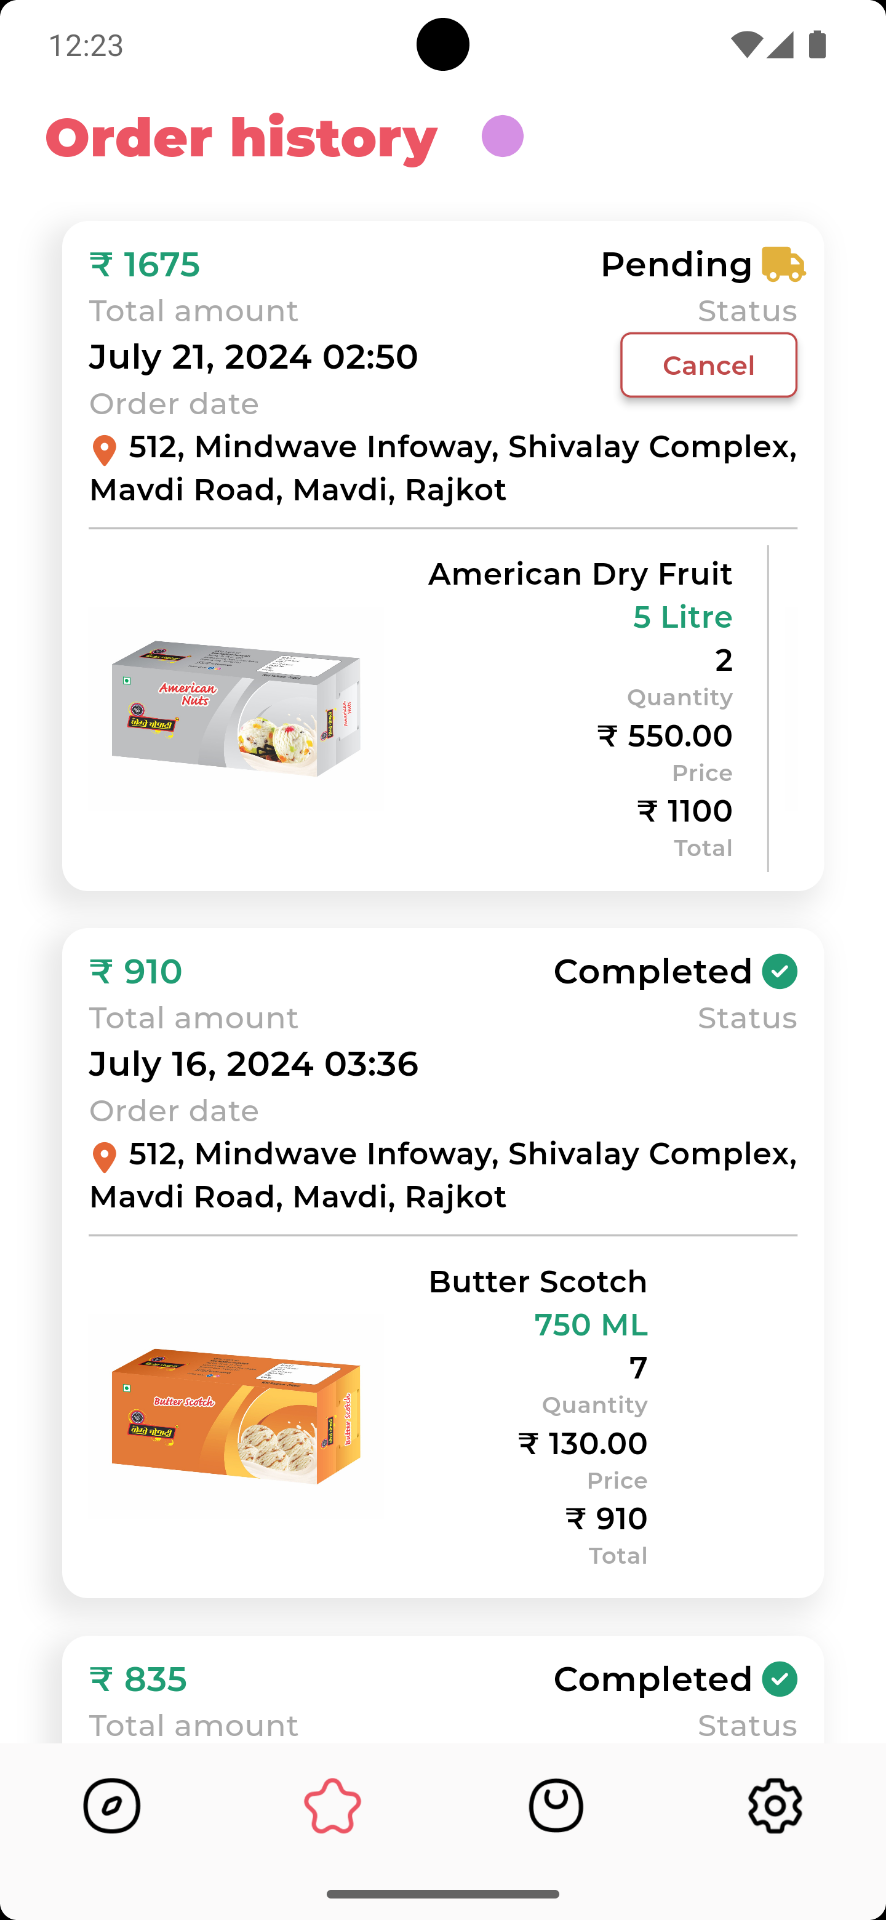 12:23
Order history
₹ 1675
Pending
Total amount
Status
July 21, 2024 02:50
Cancel
Order date
512, Mindwave Infoway, Shivalay Complex,
Mavdi Road, Mavdi, Rajkot
American Dry Fruit
5 Litre
2
Quantity
₹ 550.00
Price
₹ 1100
Total
American
Nuts
₹ 910
Completed
Total amount
Status
July 16, 2024 03:36
Order date
512, Mindwave Infoway, Shivalay Complex,
Mavdi Road, Mavdi, Rajkot
Butter Scotch
750 ML
7
Quantity
₹ 130.00
Price
₹ 910
Total
Butter Scotch
Butter Scotch
₹ 835
Completed
Total amount
Status